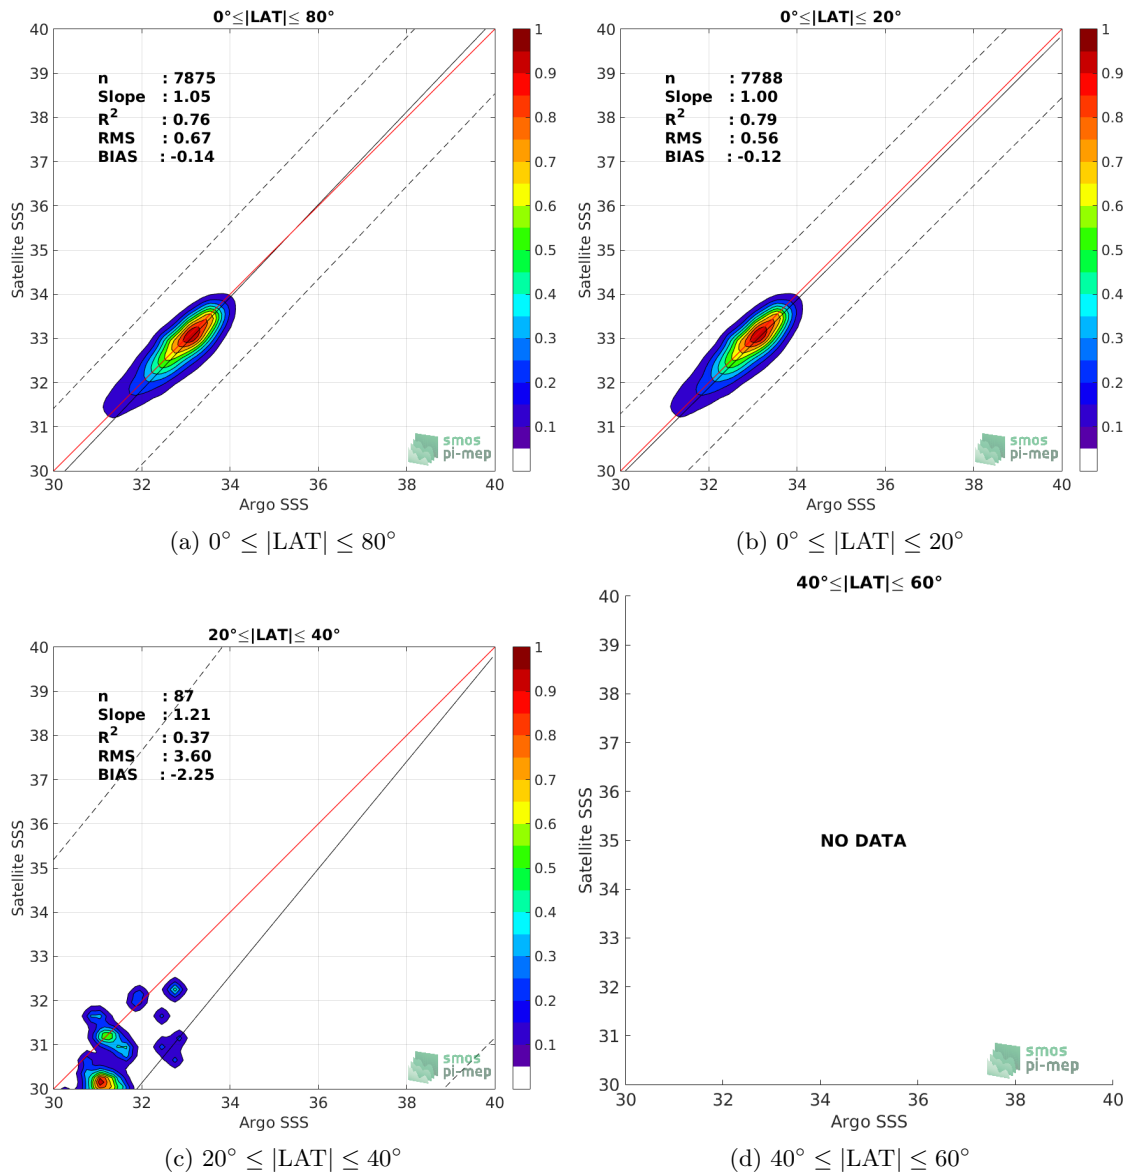 0°≤|LAT|≤ 80°
40
39
38
37
36
35
34
33
32
31
30
Satellite SSS
n : 7875
Slope : 1.05
R² : 0.76
RMS : 0.67
BIAS : -0.14
smos
pi-mep
30 32 34 36 38 40
Argo SSS
1
0.9
0.8
0.7
0.6
0.5
0.4
0.3
0.2
0.1
(a) 0° ≤ |LAT| ≤ 80°
0°≤|LAT|≤ 20°
40
39
38
37
36
35
34
33
32
31
30
Satellite SSS
n : 7788
Slope : 1.00
R² : 0.79
RMS : 0.56
BIAS : -0.12
smos
pi-mep
30 32 34 36 38 40
Argo SSS
1
0.9
0.8
0.7
0.6
0.5
0.4
0.3
0.2
0.1
(b) 0° ≤ |LAT| ≤ 20°
20°≤|LAT|≤ 40°
40
39
38
37
36
35
34
33
32
31
30
Satellite SSS
n : 87
Slope : 1.21
R² : 0.37
RMS : 3.60
BIAS : -2.25
smos
pi-mep
30 32 34 36 38 40
Argo SSS
1
0.9
0.8
0.7
0.6
0.5
0.4
0.3
0.2
0.1
(c) 20° ≤ |LAT| ≤ 40°
40°≤|LAT|≤ 60°
40
39
38
37
36
35
34
33
32
31
30
Satellite SSS
NO DATA
smos
pi-mep
30 32 34 36 38 40
Argo SSS
(d) 40° ≤ |LAT| ≤ 60°